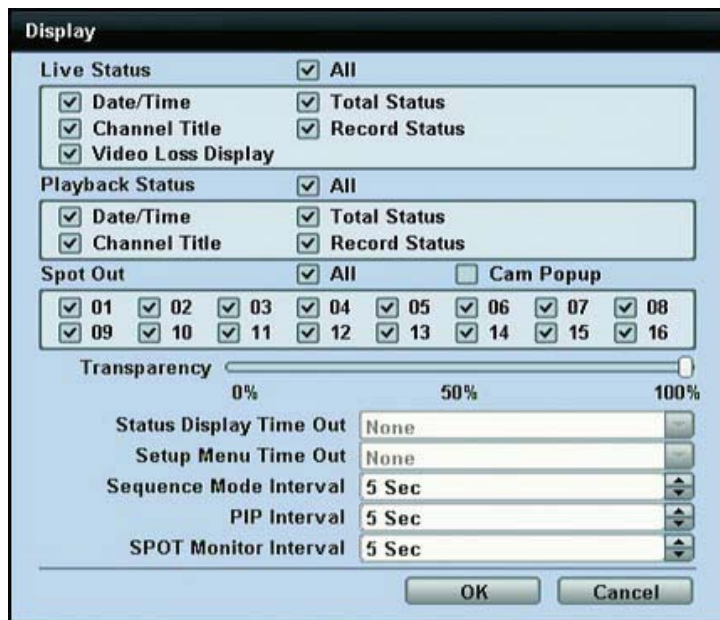 Display
Live Status All
Date/Time Total Status
Channel Title Record Status
Video Loss Display
Playback Status All
Date/Time Total Status
Channel Title Record Status
Spot Out All Cam Popup
01 02 03 04 05 06 07 08
09 10 11 12 13 14 15 16
Transparency
0% 50% 100%
Status Display Time Out None
Setup Menu Time Out None
Sequence Mode Interval 5 Sec
PIP Interval 5 Sec
SPOT Monitor Interval 5 Sec
OK Cancel